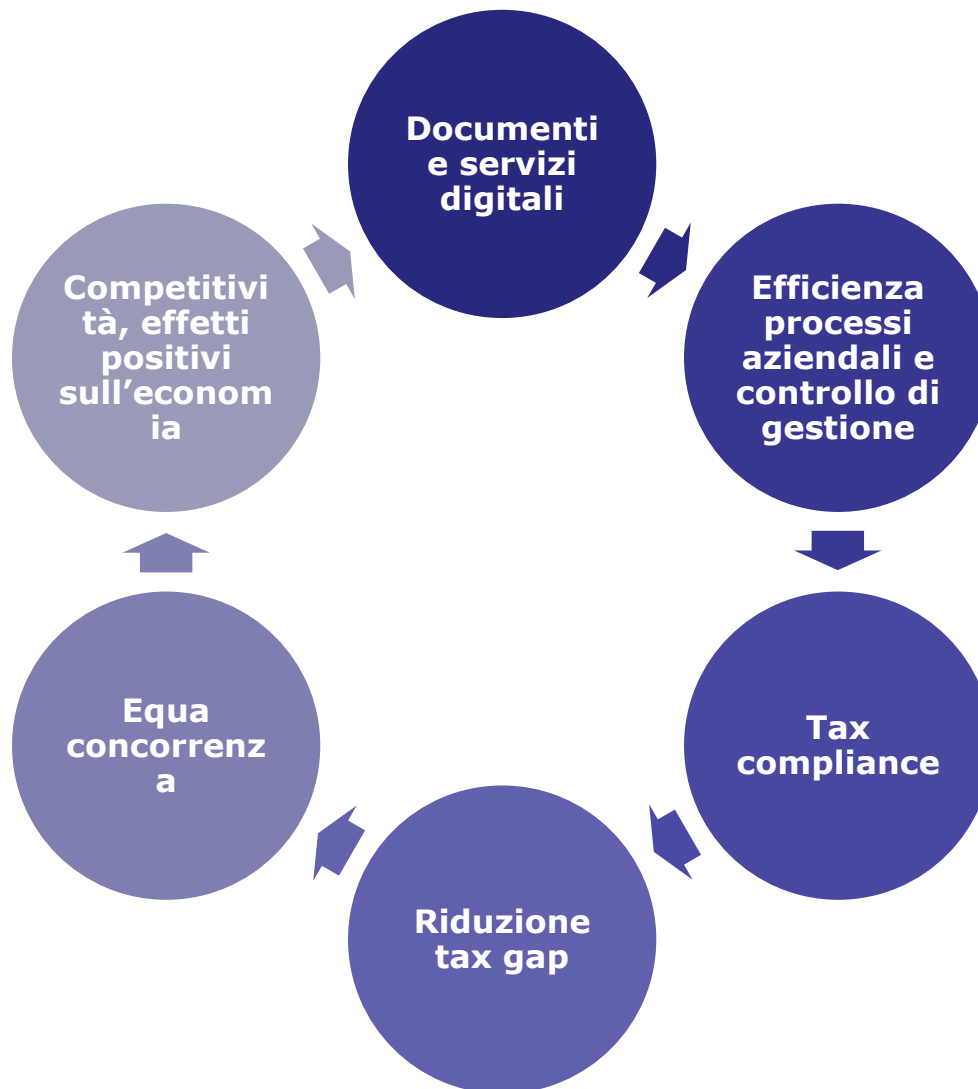 Documenti
e servizi
digitali
Efficienza
processi
aziendali e
controllo di
gestione
Tax
compliance
Riduzione
tax gap
Equa
concorrenz
a
Competitivi
tà, effetti
positivi
sull’econom
ia